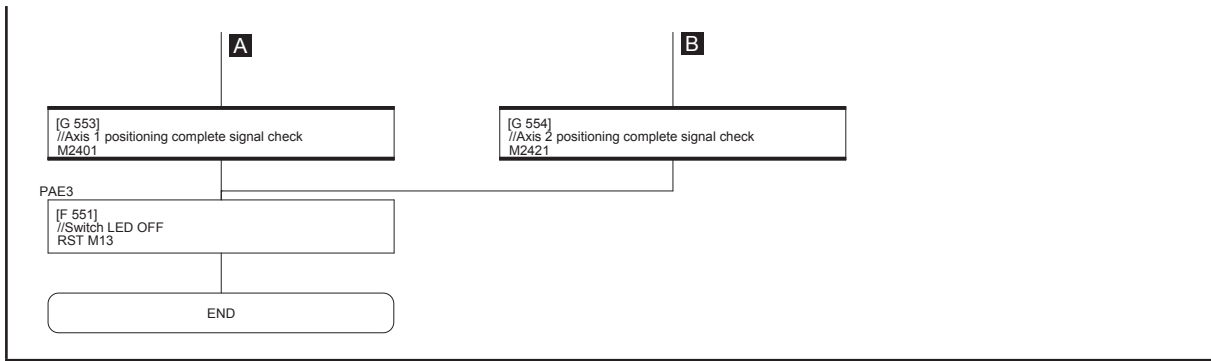 A
B
[G 553]
//Axis 1 positioning complete signal check
M2401
[G 554]
//Axis 2 positioning complete signal check
M2421
PAE3
[F 551]
//Switch LED OFF
RST M13
END